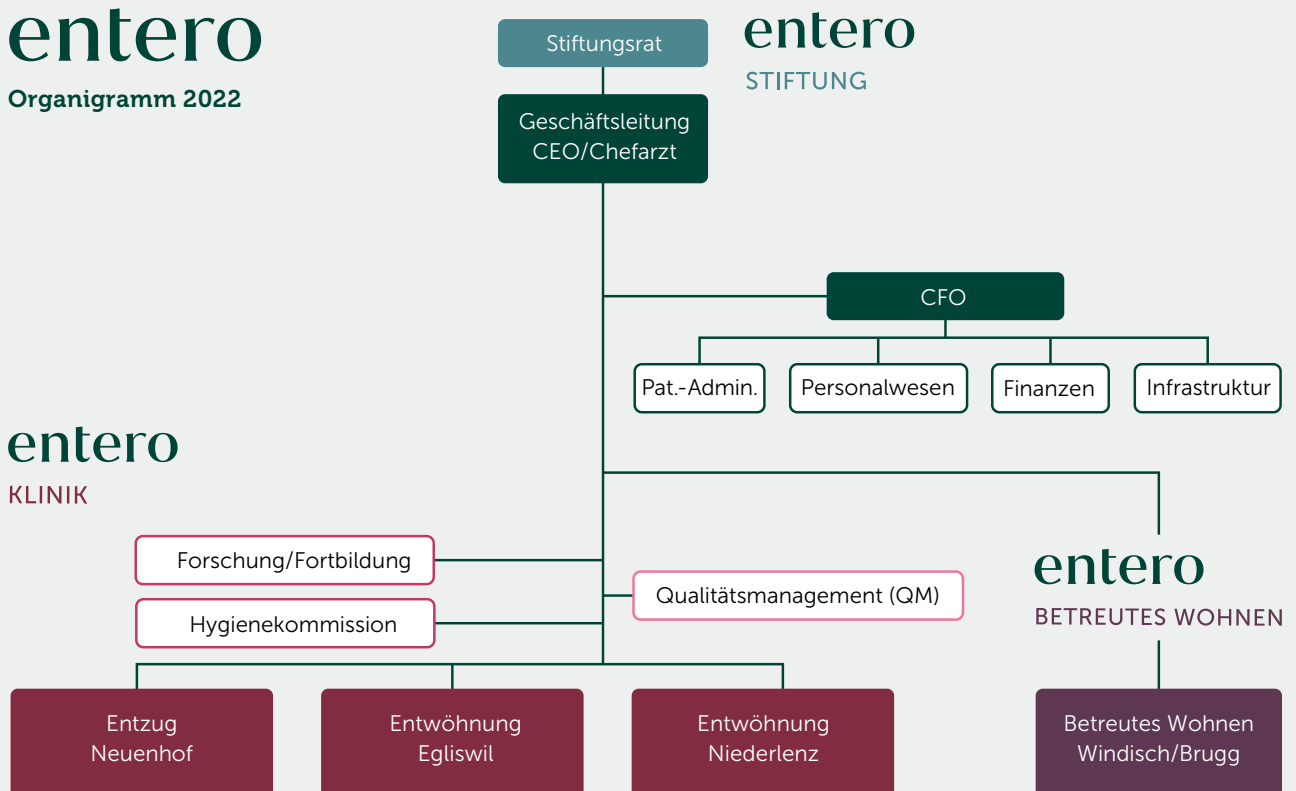 entero
Organigramm 2022
Stiftungsrat
entero
STIFTUNG
Geschäftsleitung
CEO/Chefarzt
CFO
Pat.-Admin.
Personalwesen
Finanzen
Infrastruktur
entero
KLINIK
Forschung/Fortbildung
Hygienekommission
Qualitätsmanagement (QM)
entero
BETREUTES WOHNEN
Entzug
Neuenhof
Entwöhnung
Egliswil
Entwöhnung
Niederlenz
Betreutes Wohnen
Windisch/Brugg